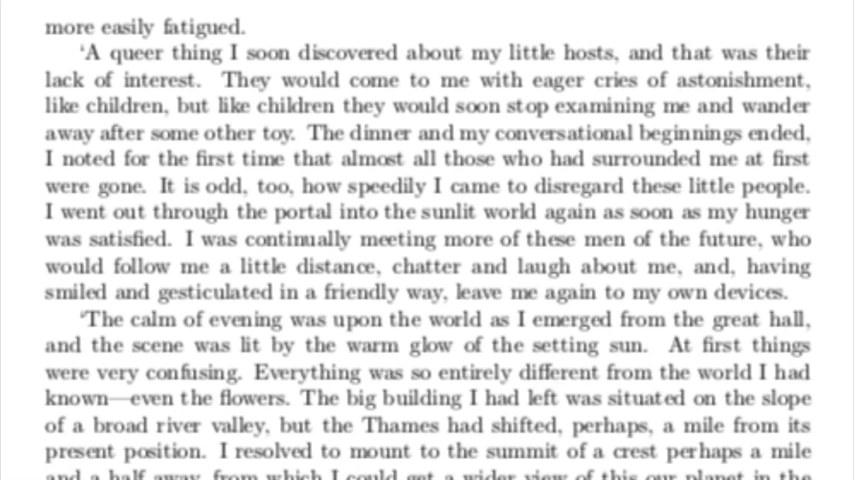 more easily fatigued.
‘A queer thing I soon discovered about my little hosts, and that was their
lack of interest. They would come to me with eager cries of astonishment,
like children, but like children they would soon stop examining me and wander
away after some other toy. The dinner and my conversational beginnings ended,
I noted for the first time that almost all those who had surrounded me at first
were gone. It is odd, too, how speedily I came to disregard these little people.
I went out through the portal into the sunlit world again as soon as my hunger
was satisfied. I was continually meeting more of these men of the future, who
would follow me a little distance, chatter and laugh about me, and, having
smiled and gesticulated in a friendly way, leave me again to my own devices.
‘The calm of evening was upon the world as I emerged from the great hall,
and the scene was lit by the warm glow of the setting sun. At first things
were very confusing. Everything was so entirely different from the world I had
known—even the flowers. The big building I had left was situated on the slope
of a broad river valley, but the Thames had shifted, perhaps, a mile from its
present position. I resolved to mount to the summit of a crest perhaps a mile
and a half away, from which I could get a wider view of this our planet in the